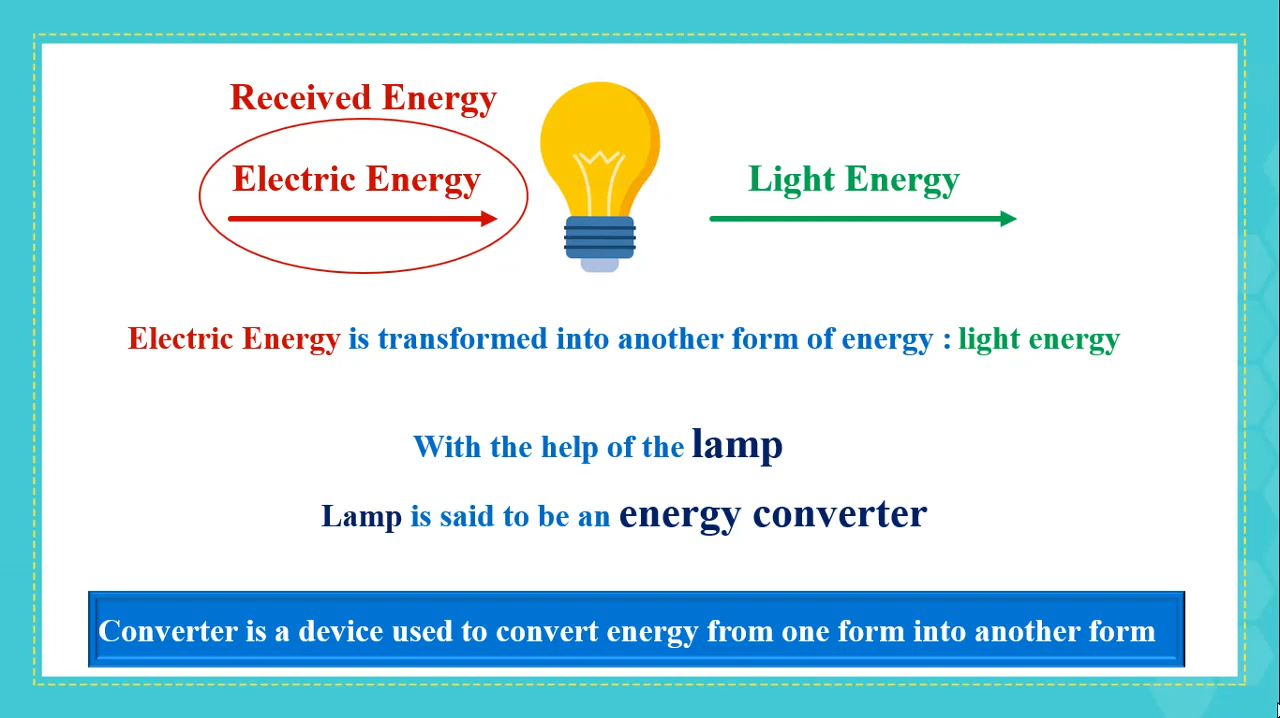 Received Energy
Electric Energy
Light Energy
Electric Energy is transformed into another form of energy : light energy
With the help of the lamp
Lamp is said to be an energy converter
Converter is a device used to convert energy from one form into another form